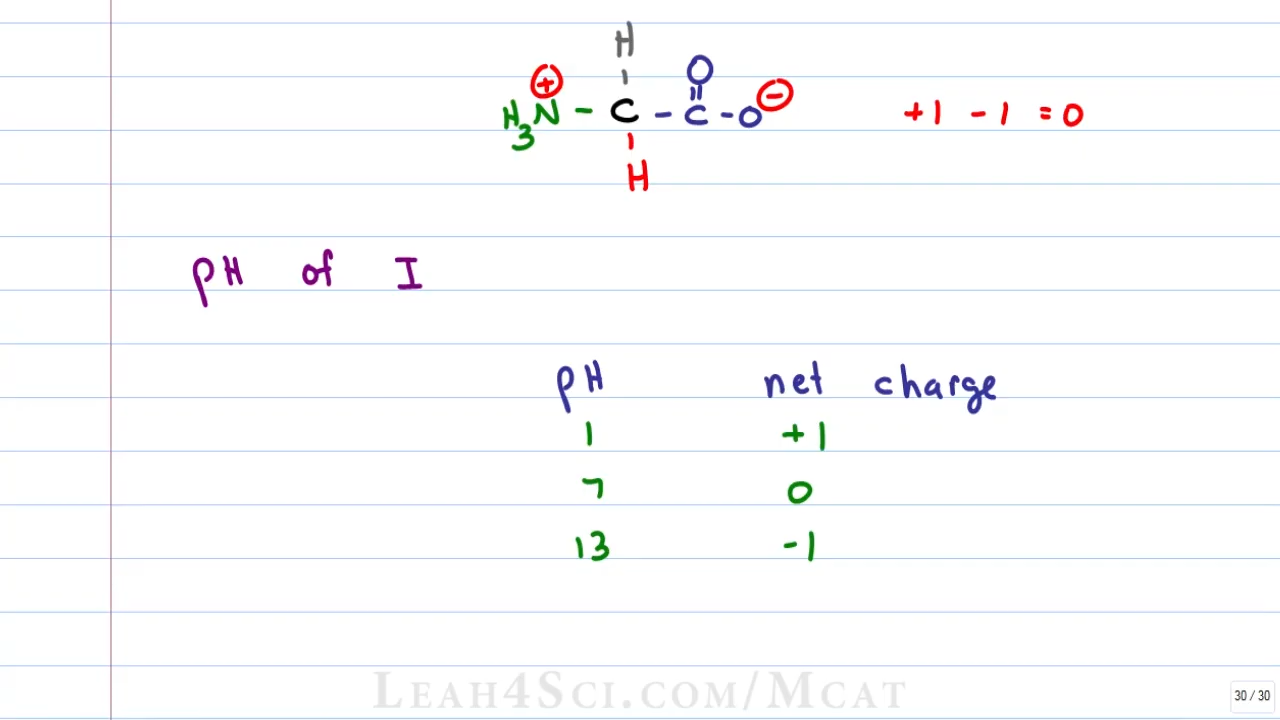 H
O
H3N+ - C - C - O− +1 - 1 = 0
H
pH of I
pH net charge
1 +1
7 0
13 -1
LEAH4SCI.COM/MCAT
30 / 30